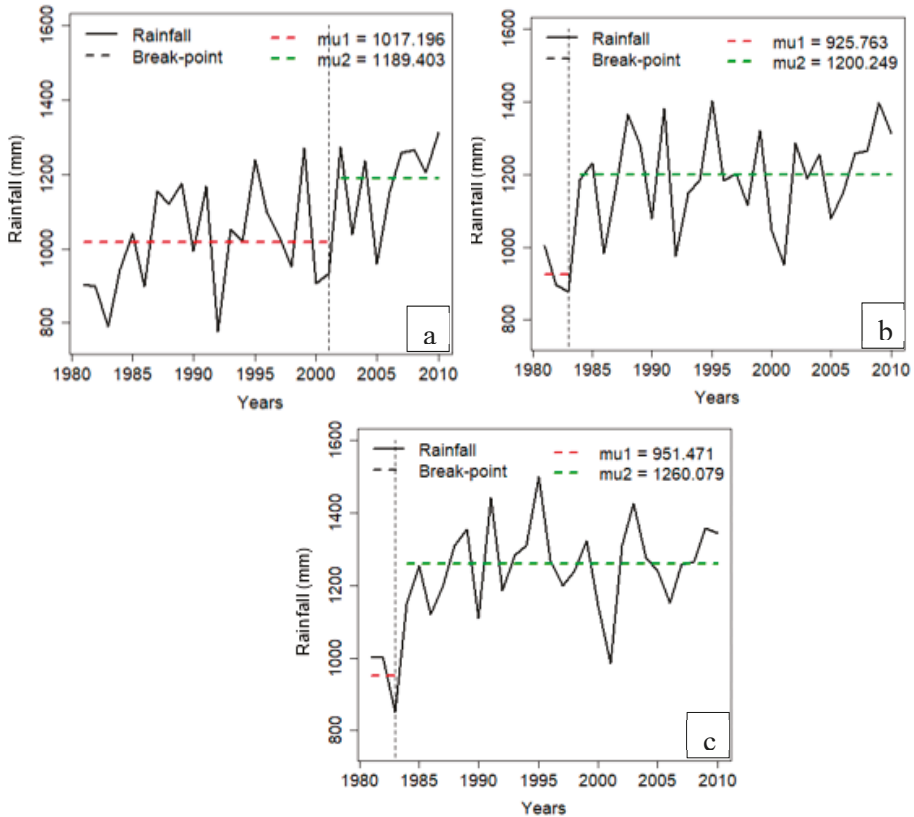 Rainfall
Break-point
mu1 = 1017.196
mu2 = 1189.403
Rainfall (mm)
1600
1400
1200
1000
800
1980 1985 1990 1995 2000 2005 2010
Years
a
Rainfall
Break-point
mu1 = 925.763
mu2 = 1200.249
Rainfall (mm)
1600
1400
1200
1000
800
1980 1985 1990 1995 2000 2005 2010
Years
b
Rainfall
Break-point
mu1 = 951.471
mu2 = 1260.079
Rainfall (mm)
1600
1400
1200
1000
800
1980 1985 1990 1995 2000 2005 2010
Years
c